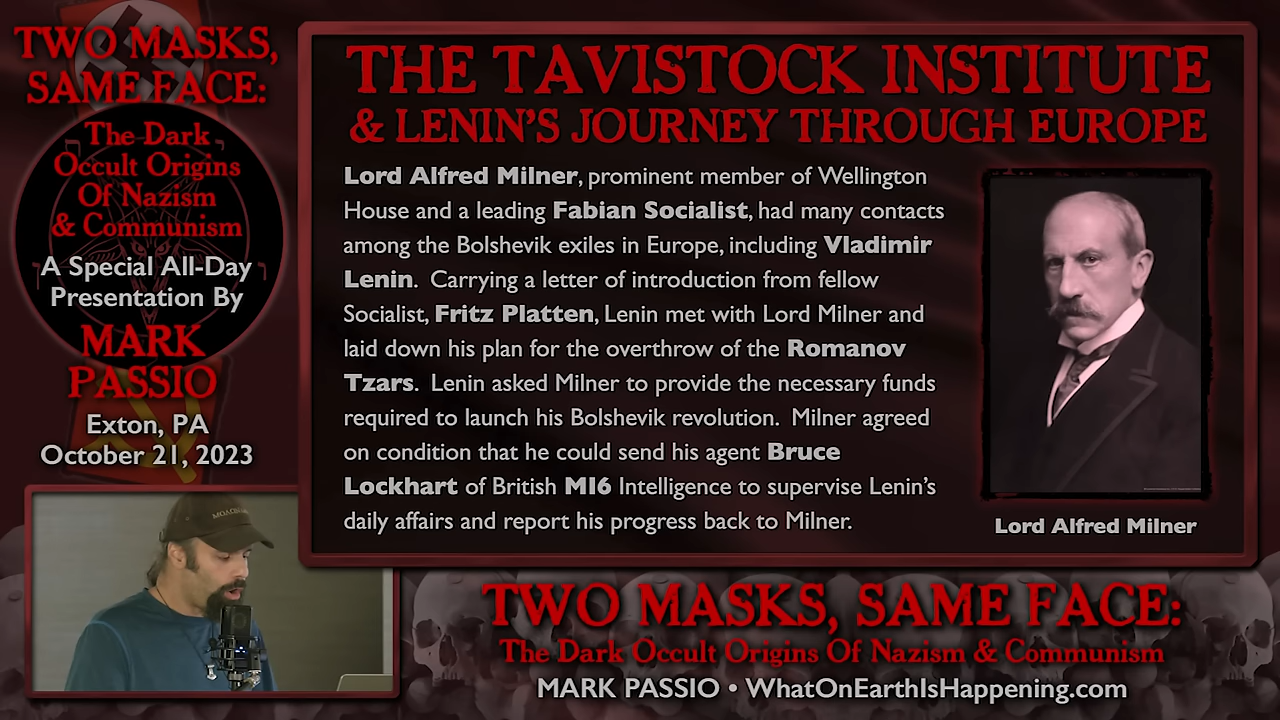 TWO MASKS,
SAME FACE:
The Dark
Occult Origins
Of Nazism
& Communism
A Special All-Day
Presentation By
MARK
PASSIO
Exton, PA
October 21, 2023
THE TAVISTOCK INSTITUTE
& LENIN'S JOURNEY THROUGH EUROPE
Lord Alfred Milner, prominent member of Wellington
House and a leading Fabian Socialist, had many contacts
among the Bolshevik exiles in Europe, including Vladimir
Lenin. Carrying a letter of introduction from fellow
Socialist, Fritz Platten, Lenin met with Lord Milner and
laid down his plan for the overthrow of the Romanov
Tzars. Lenin asked Milner to provide the necessary funds
required to launch his Bolshevik revolution. Milner agreed
on condition that he could send his agent Bruce
Lockhart of British MI6 Intelligence to supervise Lenin's
daily affairs and report his progress back to Milner.
Lord Alfred Milner
TWO MASKS, SAME FACE:
The Dark Occult Origins Of Nazism & Communism
MARK PASSIO • WhatOnEarthIsHappening.com